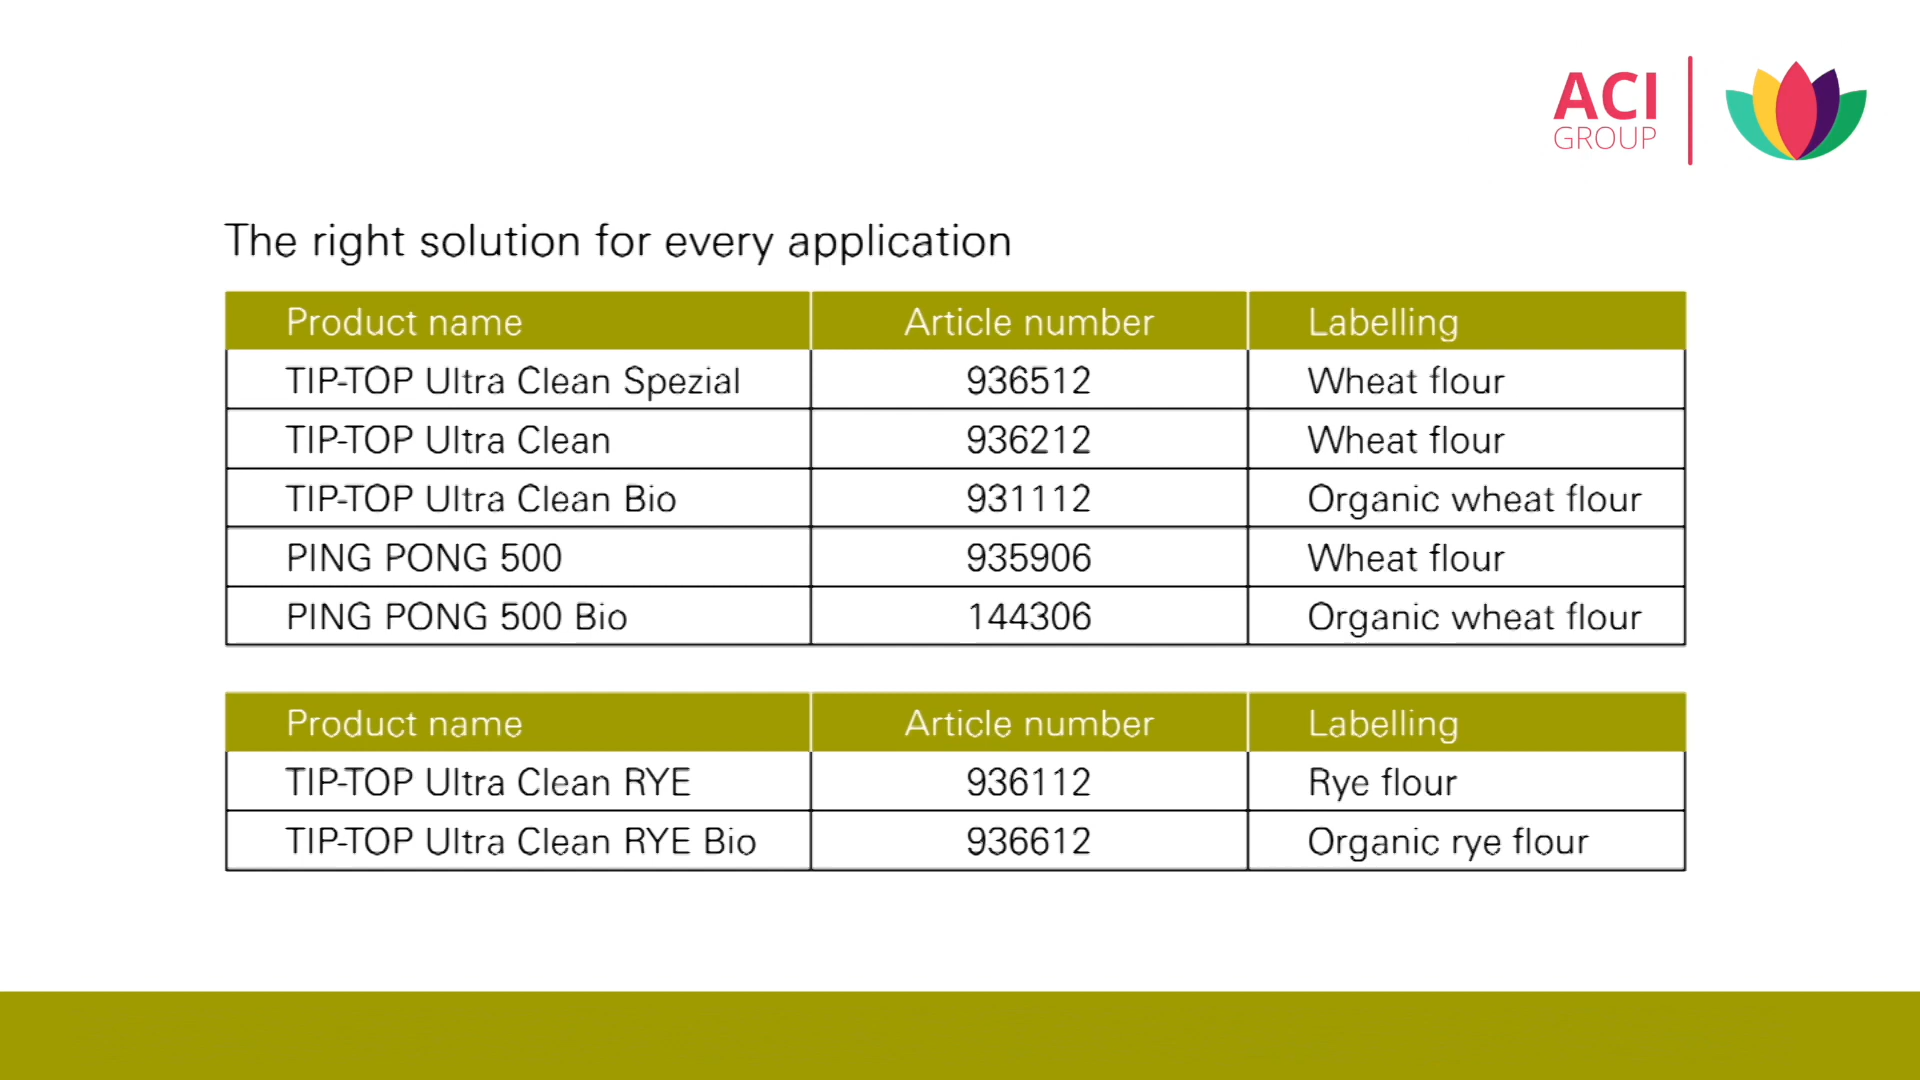 ACI
GROUP
The right solution for every application
Product name Article number Labelling
TIP-TOP Ultra Clean Spezial 936512 Wheat flour
TIP-TOP Ultra Clean 936212 Wheat flour
TIP-TOP Ultra Clean Bio 931112 Organic wheat flour
PING PONG 500 935906 Wheat flour
PING PONG 500 Bio 144306 Organic wheat flour
Product name Article number Labelling
TIP-TOP Ultra Clean RYE 936112 Rye flour
TIP-TOP Ultra Clean RYE Bio 936612 Organic rye flour